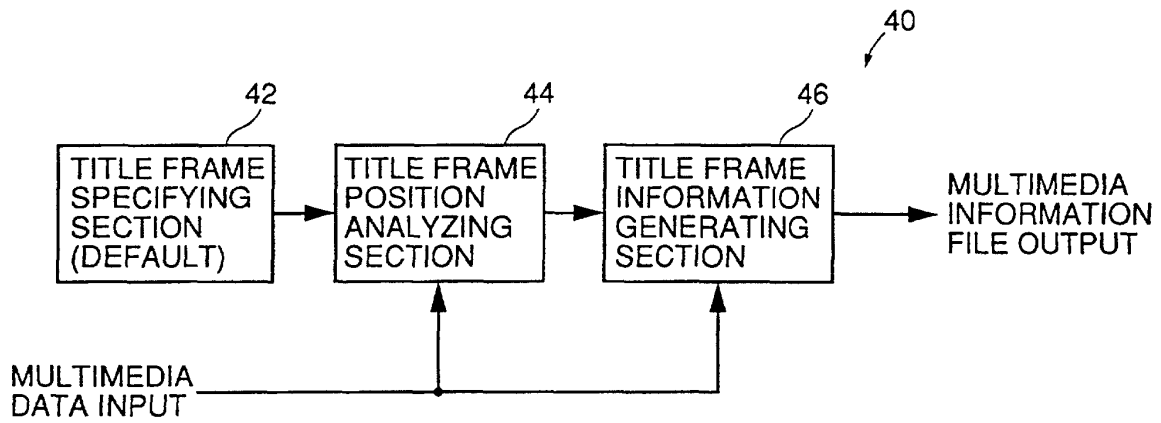 40
42
44
46
TITLE FRAME
SPECIFYING
SECTION
(DEFAULT)
TITLE FRAME
POSITION
ANALYZING
SECTION
TITLE FRAME
INFORMATION
GENERATING
SECTION
MULTIMEDIA
INFORMATION
FILE OUTPUT
MULTIMEDIA
DATA INPUT